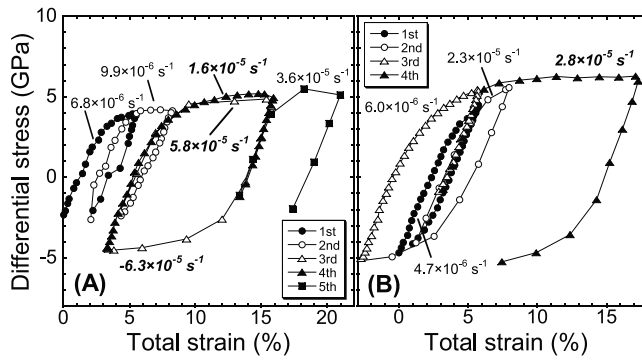 Differential stress (GPa)
10
5
0
-5
(A)
9.9×10⁻⁶ s⁻¹
6.8×10⁻⁶ s⁻¹
1.6×10⁻⁵ s⁻¹
3.6×10⁻⁵ s⁻¹
5.8×10⁻⁵ s⁻¹
-6.3×10⁻⁵ s⁻¹
1st
2nd
3rd
4th
5th
0 5 10 15 20
Total strain (%)
(B)
1st
2nd
3rd
4th
2.3×10⁻⁵ s⁻¹
2.8×10⁻⁵ s⁻¹
6.0×10⁻⁶ s⁻¹
4.7×10⁻⁶ s⁻¹
0 5 10 15
Total strain (%)